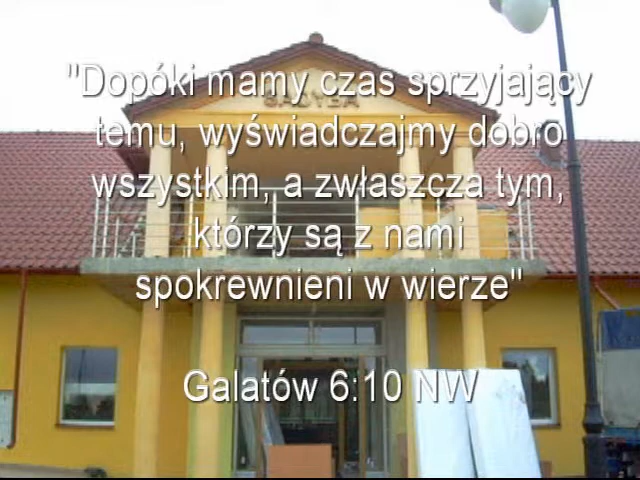 "Dopóki mamy czas sprzyjający
temu, wyświadczajmy dobro
wszystkim, a zwłaszcza tym,
którzy są z nami
spokrewnieni w wierze"
Galatów 6:10 NW